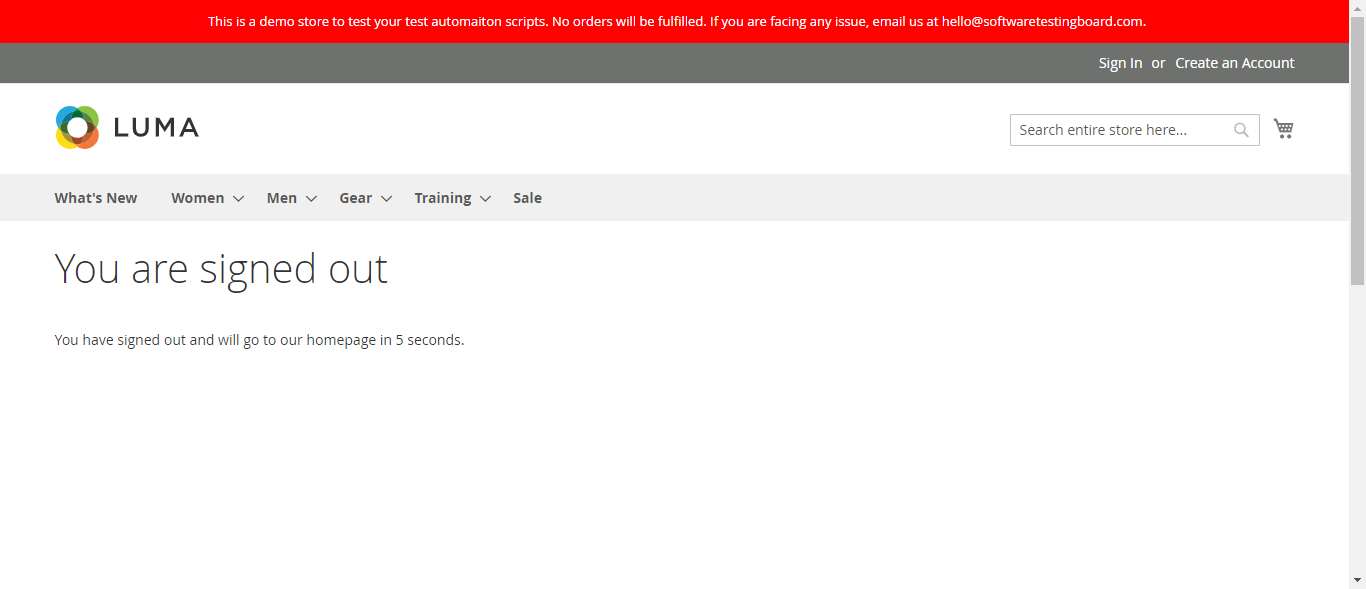 This is a demo store to test your test automaiton scripts. No orders will be fulfilled. If you are facing any issue, email us at hello@softwaretestingboard.com.
Sign In or Create an Account
LUMA
Search entire store here...
What's New Women Men Gear Training Sale
You are signed out
You have signed out and will go to our homepage in 5 seconds.